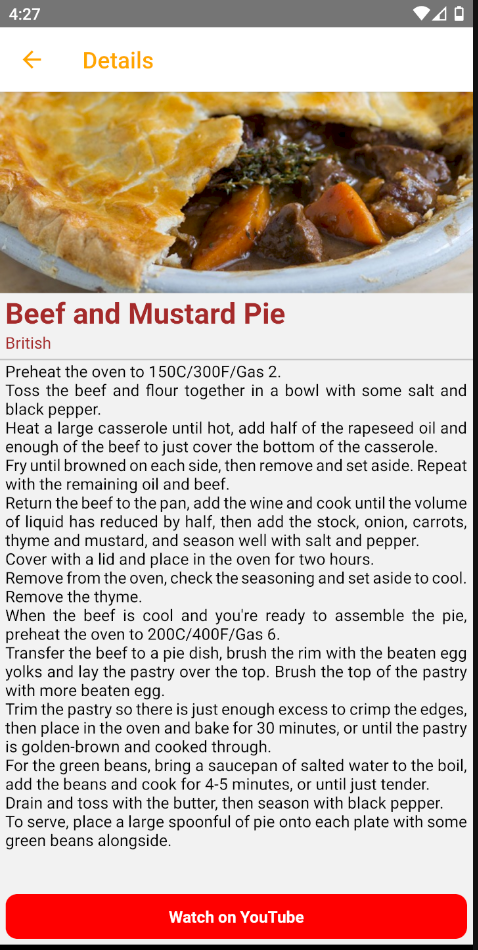 4:27
Details
Beef and Mustard Pie
British
Preheat the oven to 150C/300F/Gas 2.
Toss the beef and flour together in a bowl with some salt and
black pepper.
Heat a large casserole until hot, add half of the rapeseed oil and
enough of the beef to just cover the bottom of the casserole.
Fry until browned on each side, then remove and set aside. Repeat
with the remaining oil and beef.
Return the beef to the pan, add the wine and cook until the volume
of liquid has reduced by half, then add the stock, onion, carrots,
thyme and mustard, and season well with salt and pepper.
Cover with a lid and place in the oven for two hours.
Remove from the oven, check the seasoning and set aside to cool.
Remove the thyme.
When the beef is cool and you're ready to assemble the pie,
preheat the oven to 200C/400F/Gas 6.
Transfer the beef to a pie dish, brush the rim with the beaten egg
yolks and lay the pastry over the top. Brush the top of the pastry
with more beaten egg.
Trim the pastry so there is just enough excess to crimp the edges,
then place in the oven and bake for 30 minutes, or until the pastry
is golden-brown and cooked through.
For the green beans, bring a saucepan of salted water to the boil,
add the beans and cook for 4-5 minutes, or until just tender.
Drain and toss with the butter, then season with black pepper.
To serve, place a large spoonful of pie onto each plate with some
green beans alongside.
Watch on YouTube